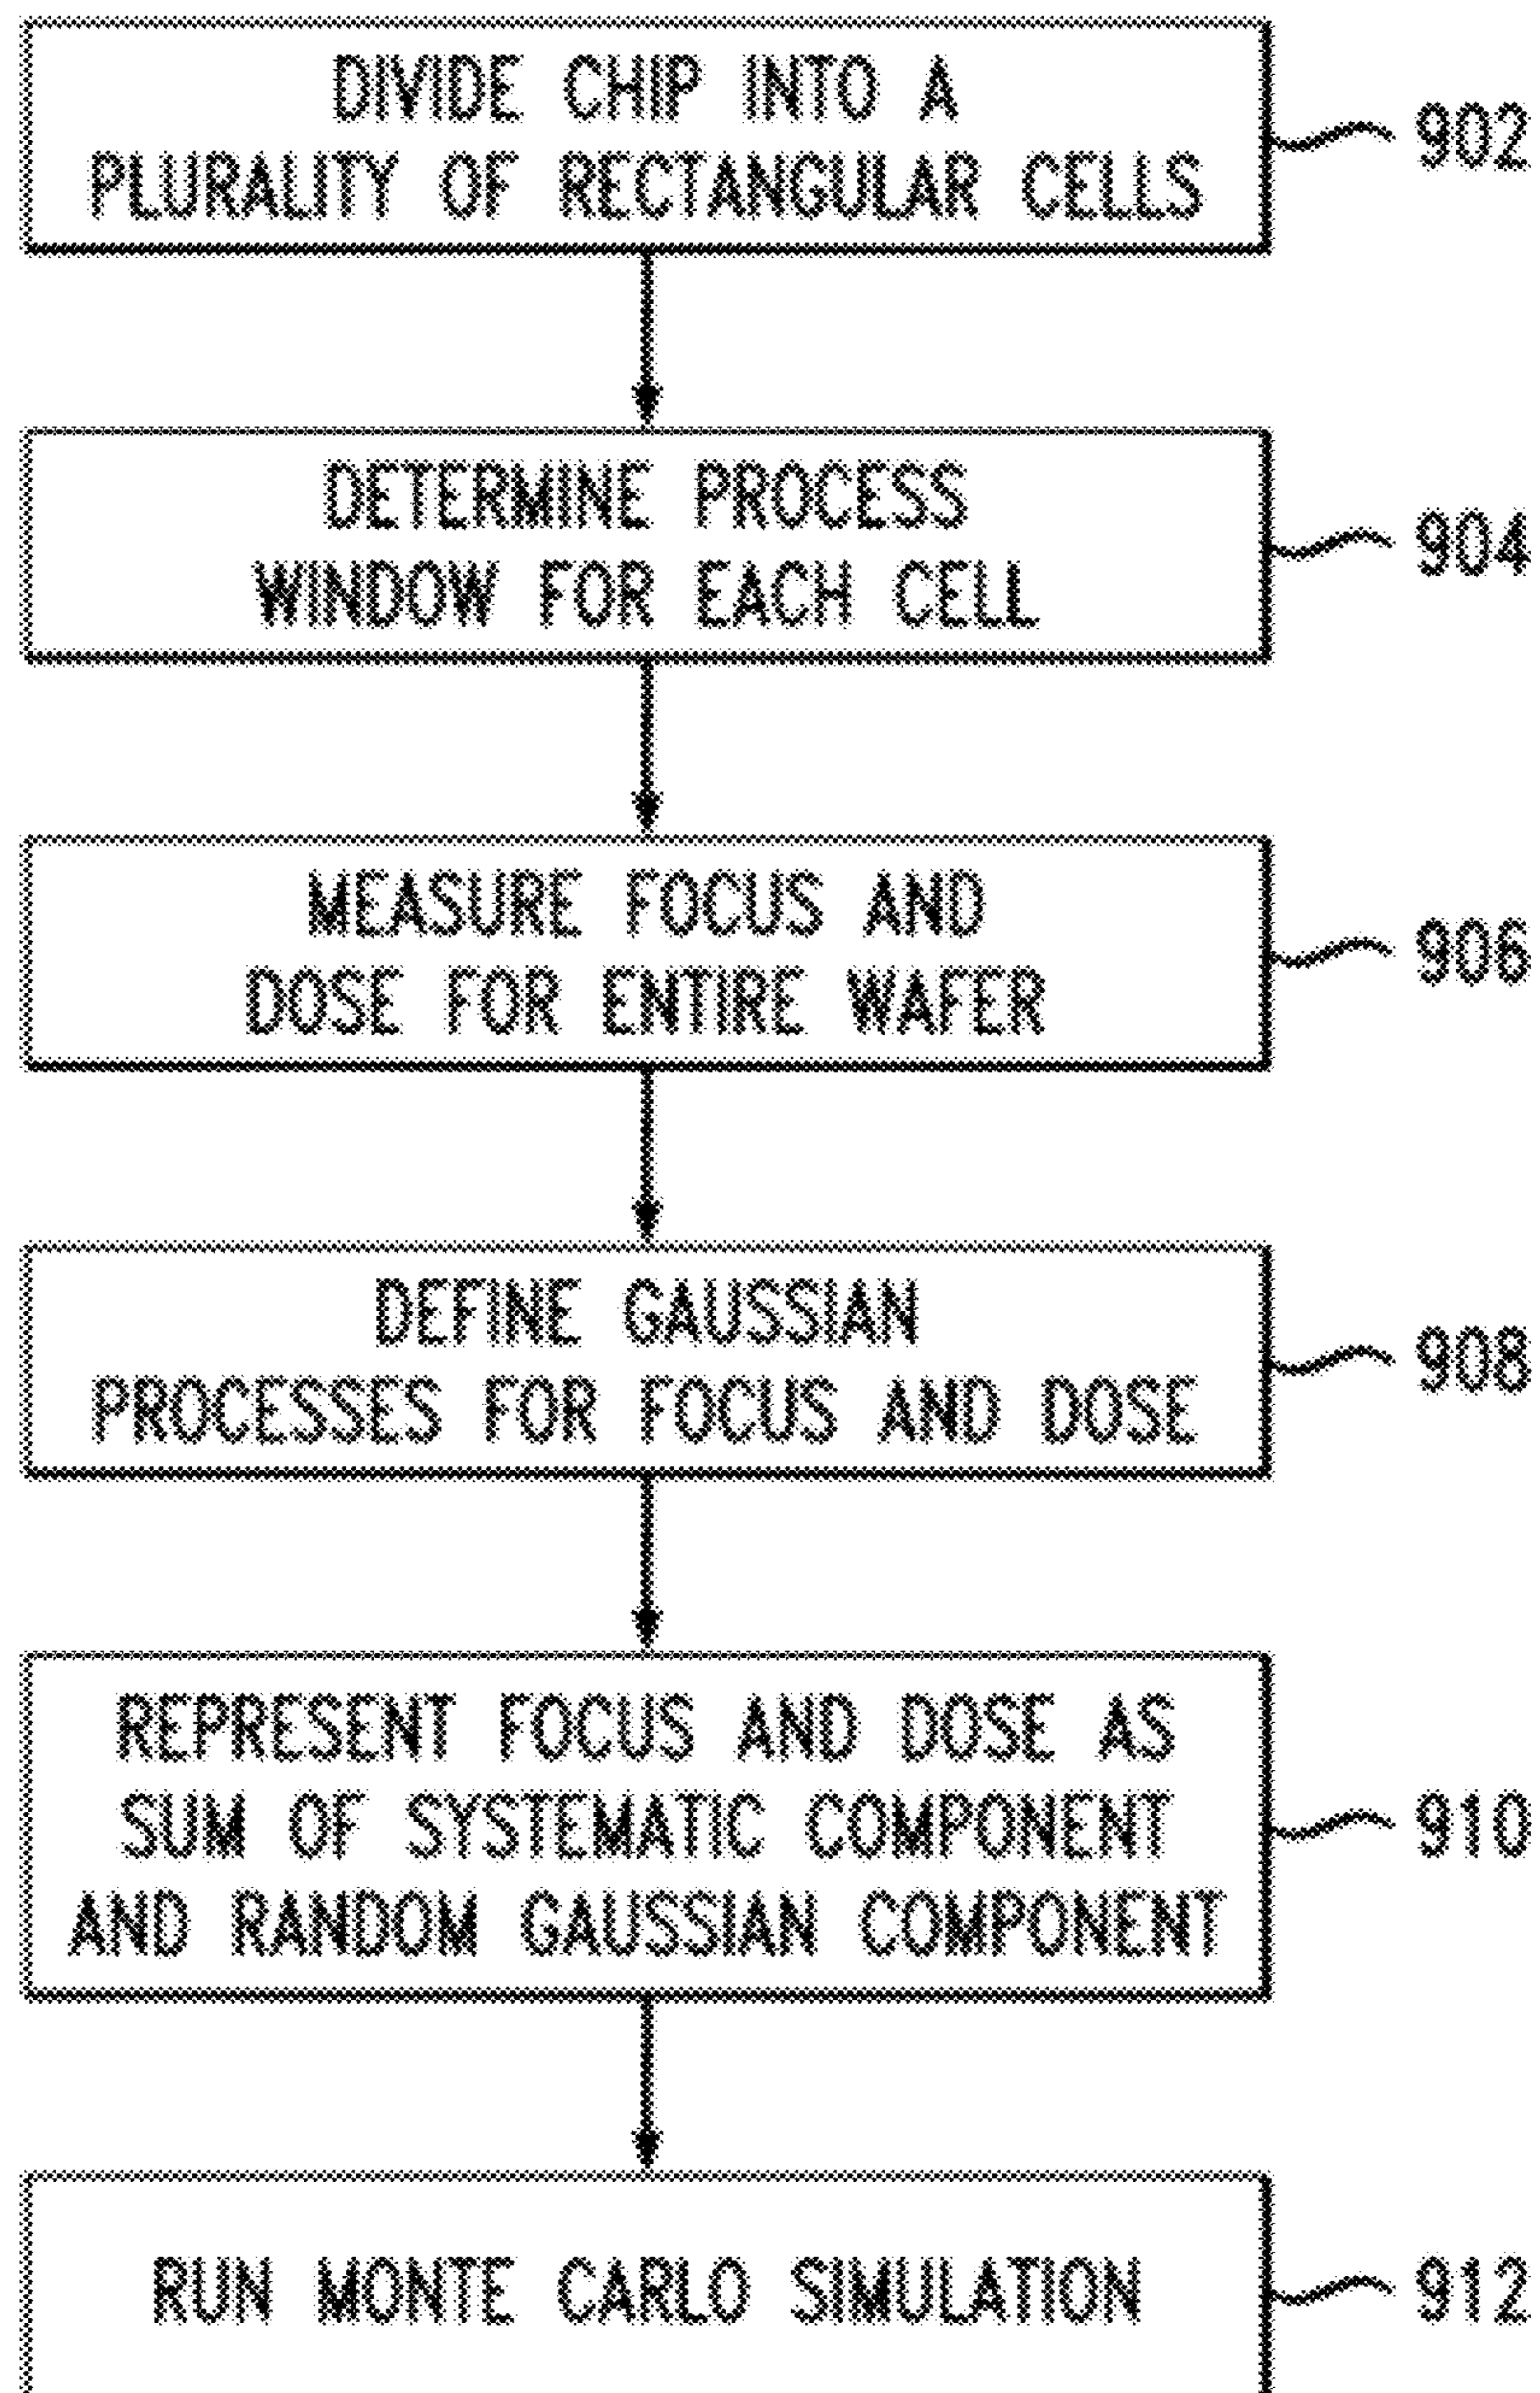 DIVIDE CHIP INTO A
PLURALITY OF RECTANGULAR CELLS
902
DETERMINE PROCESS
WINDOW FOR EACH CELL
904
MEASURE FOCUS AND
DOSE FOR ENTIRE WAFER
906
DEFINE GAUSSIAN
PROCESSES FOR FOCUS AND DOSE
908
REPRESENT FOCUS AND DOSE AS
SUM OF SYSTEMATIC COMPONENT
AND RANDOM GAUSSIAN COMPONENT
910
RUN MONTE CARLO SIMULATION
912